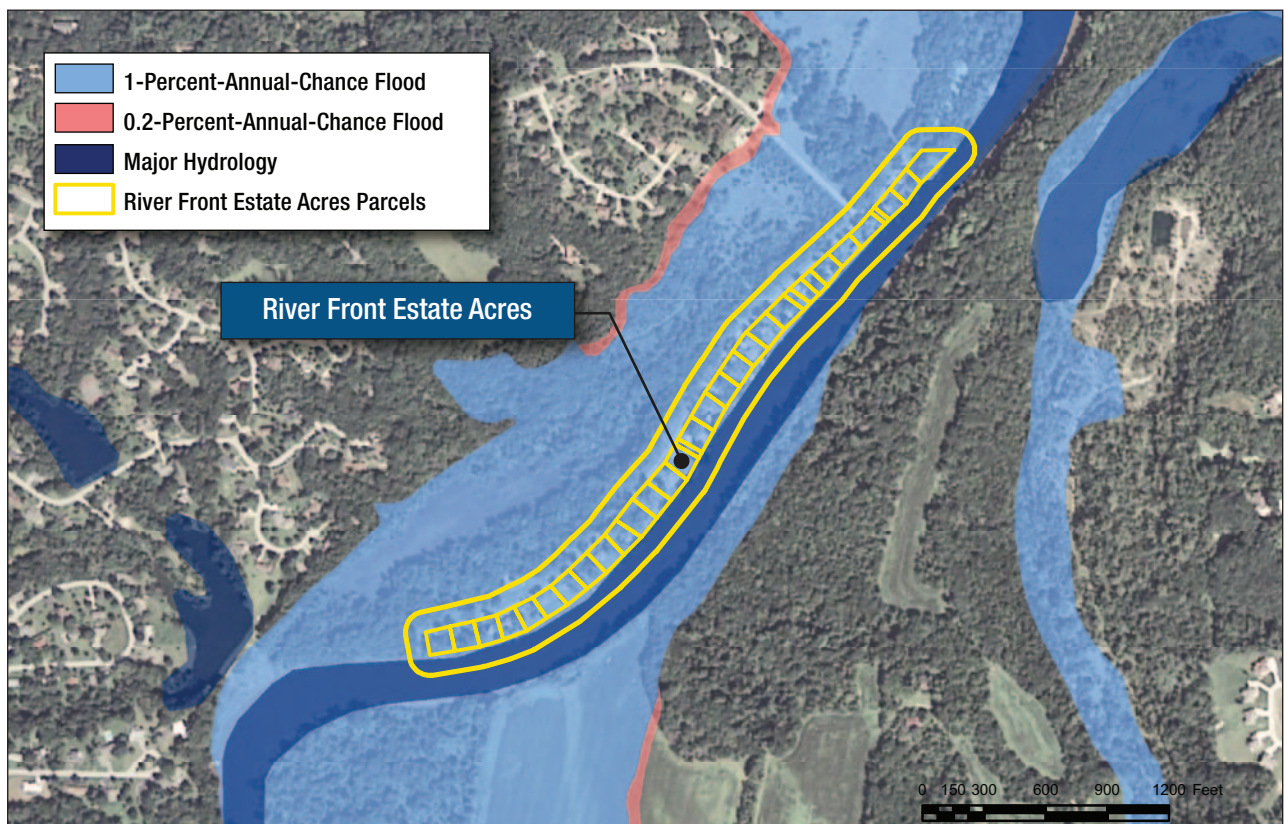 1-Percent-Annual-Chance Flood
0.2-Percent-Annual-Chance Flood
Major Hydrology
River Front Estate Acres Parcels
River Front Estate Acres
0 150 300 600 900 1200 Feet